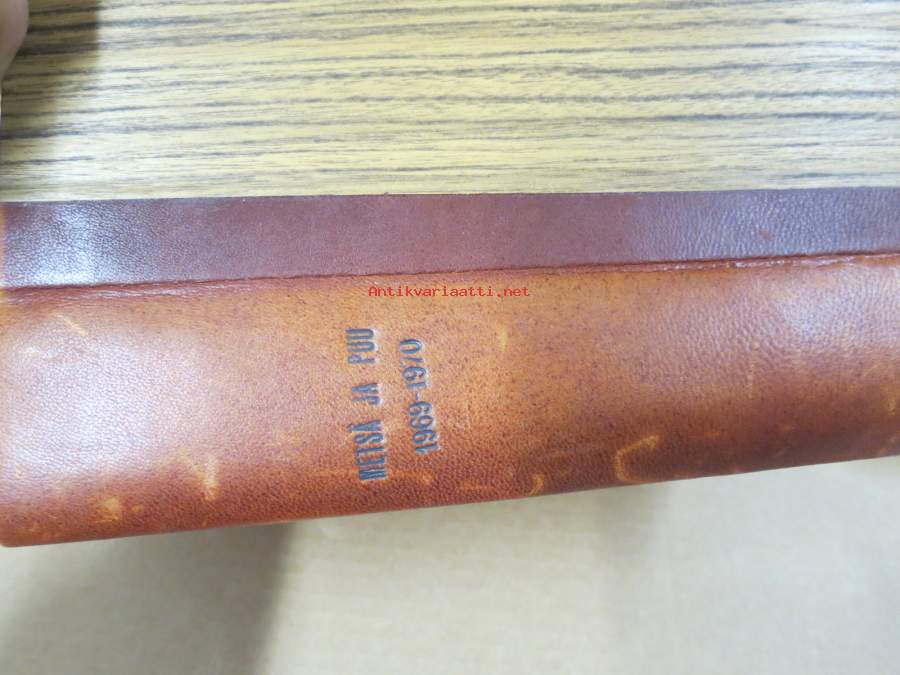 Antikvariaatti.net
METSÄ JA PUU
1969-1970